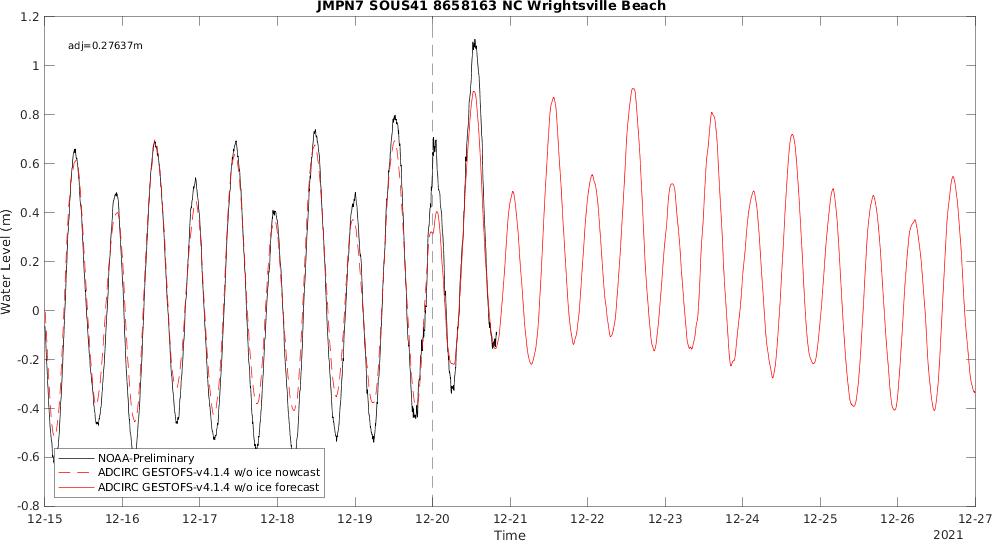 JMPN7 SOUS41 8658163 NC Wrightsville Beach
adj=0.27637m
Water Level (m)
1.2
1
0.8
0.6
0.4
0.2
0
-0.2
-0.4
-0.6
-0.8
NOAA-Preliminary
ADCIRC GESTOFS-v4.1.4 w/o ice nowcast
ADCIRC GESTOFS-v4.1.4 w/o ice forecast
12-15 12-16 12-17 12-18 12-19 12-20 12-21 12-22 12-23 12-24 12-25 12-26 12-27
Time
2021